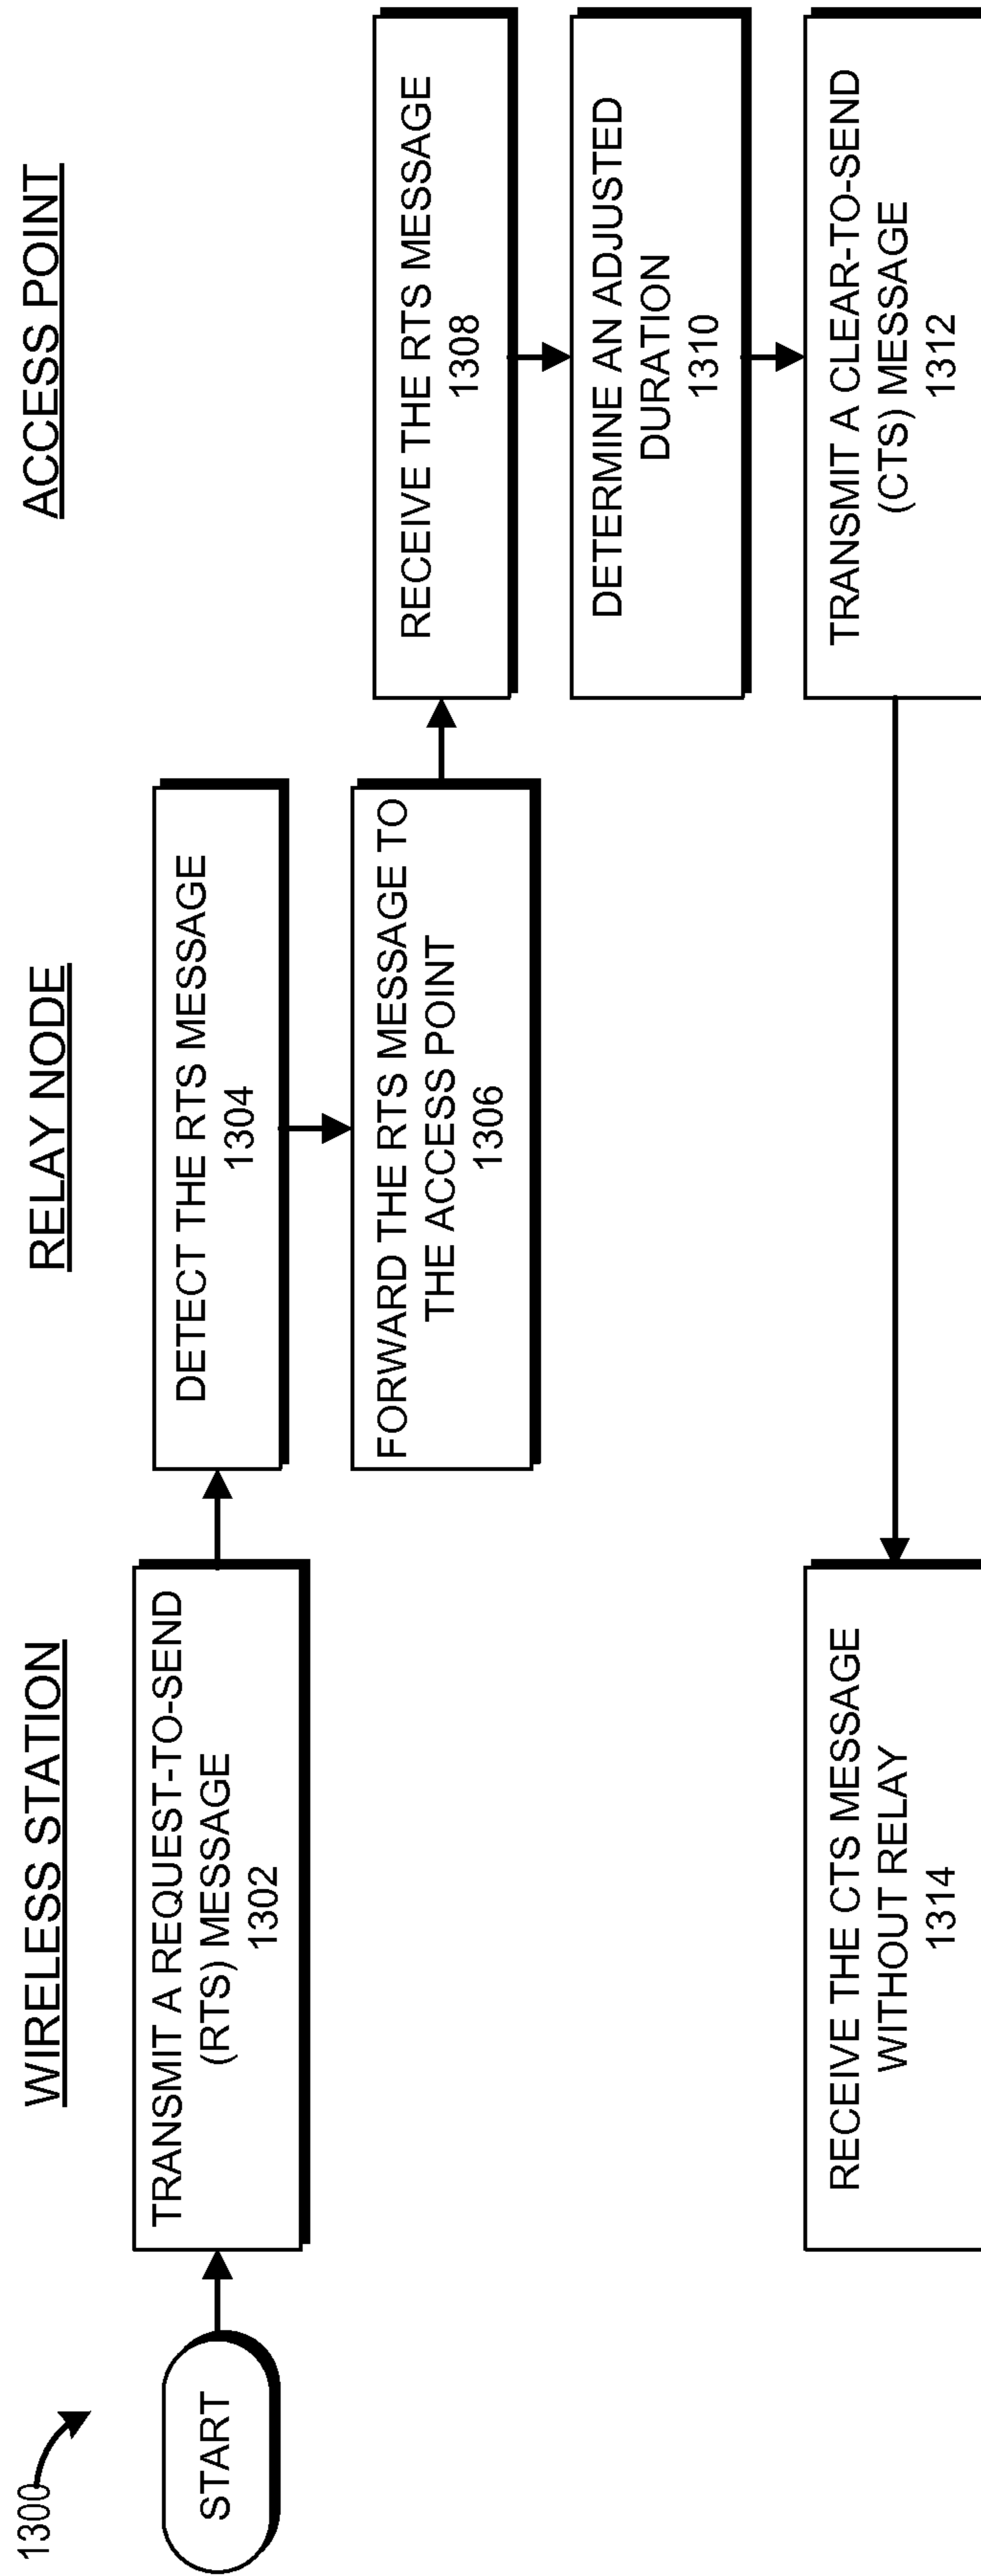 1300
WIRELESS STATION
RELAY NODE
ACCESS POINT
START
TRANSMIT A REQUEST-TO-SEND
(RTS) MESSAGE
1302
DETECT THE RTS MESSAGE
1304
FORWARD THE RTS MESSAGE TO
THE ACCESS POINT
1306
RECEIVE THE RTS MESSAGE
1308
DETERMINE AN ADJUSTED
DURATION
1310
TRANSMIT A CLEAR-TO-SEND
(CTS) MESSAGE
1312
RECEIVE THE CTS MESSAGE
WITHOUT RELAY
1314